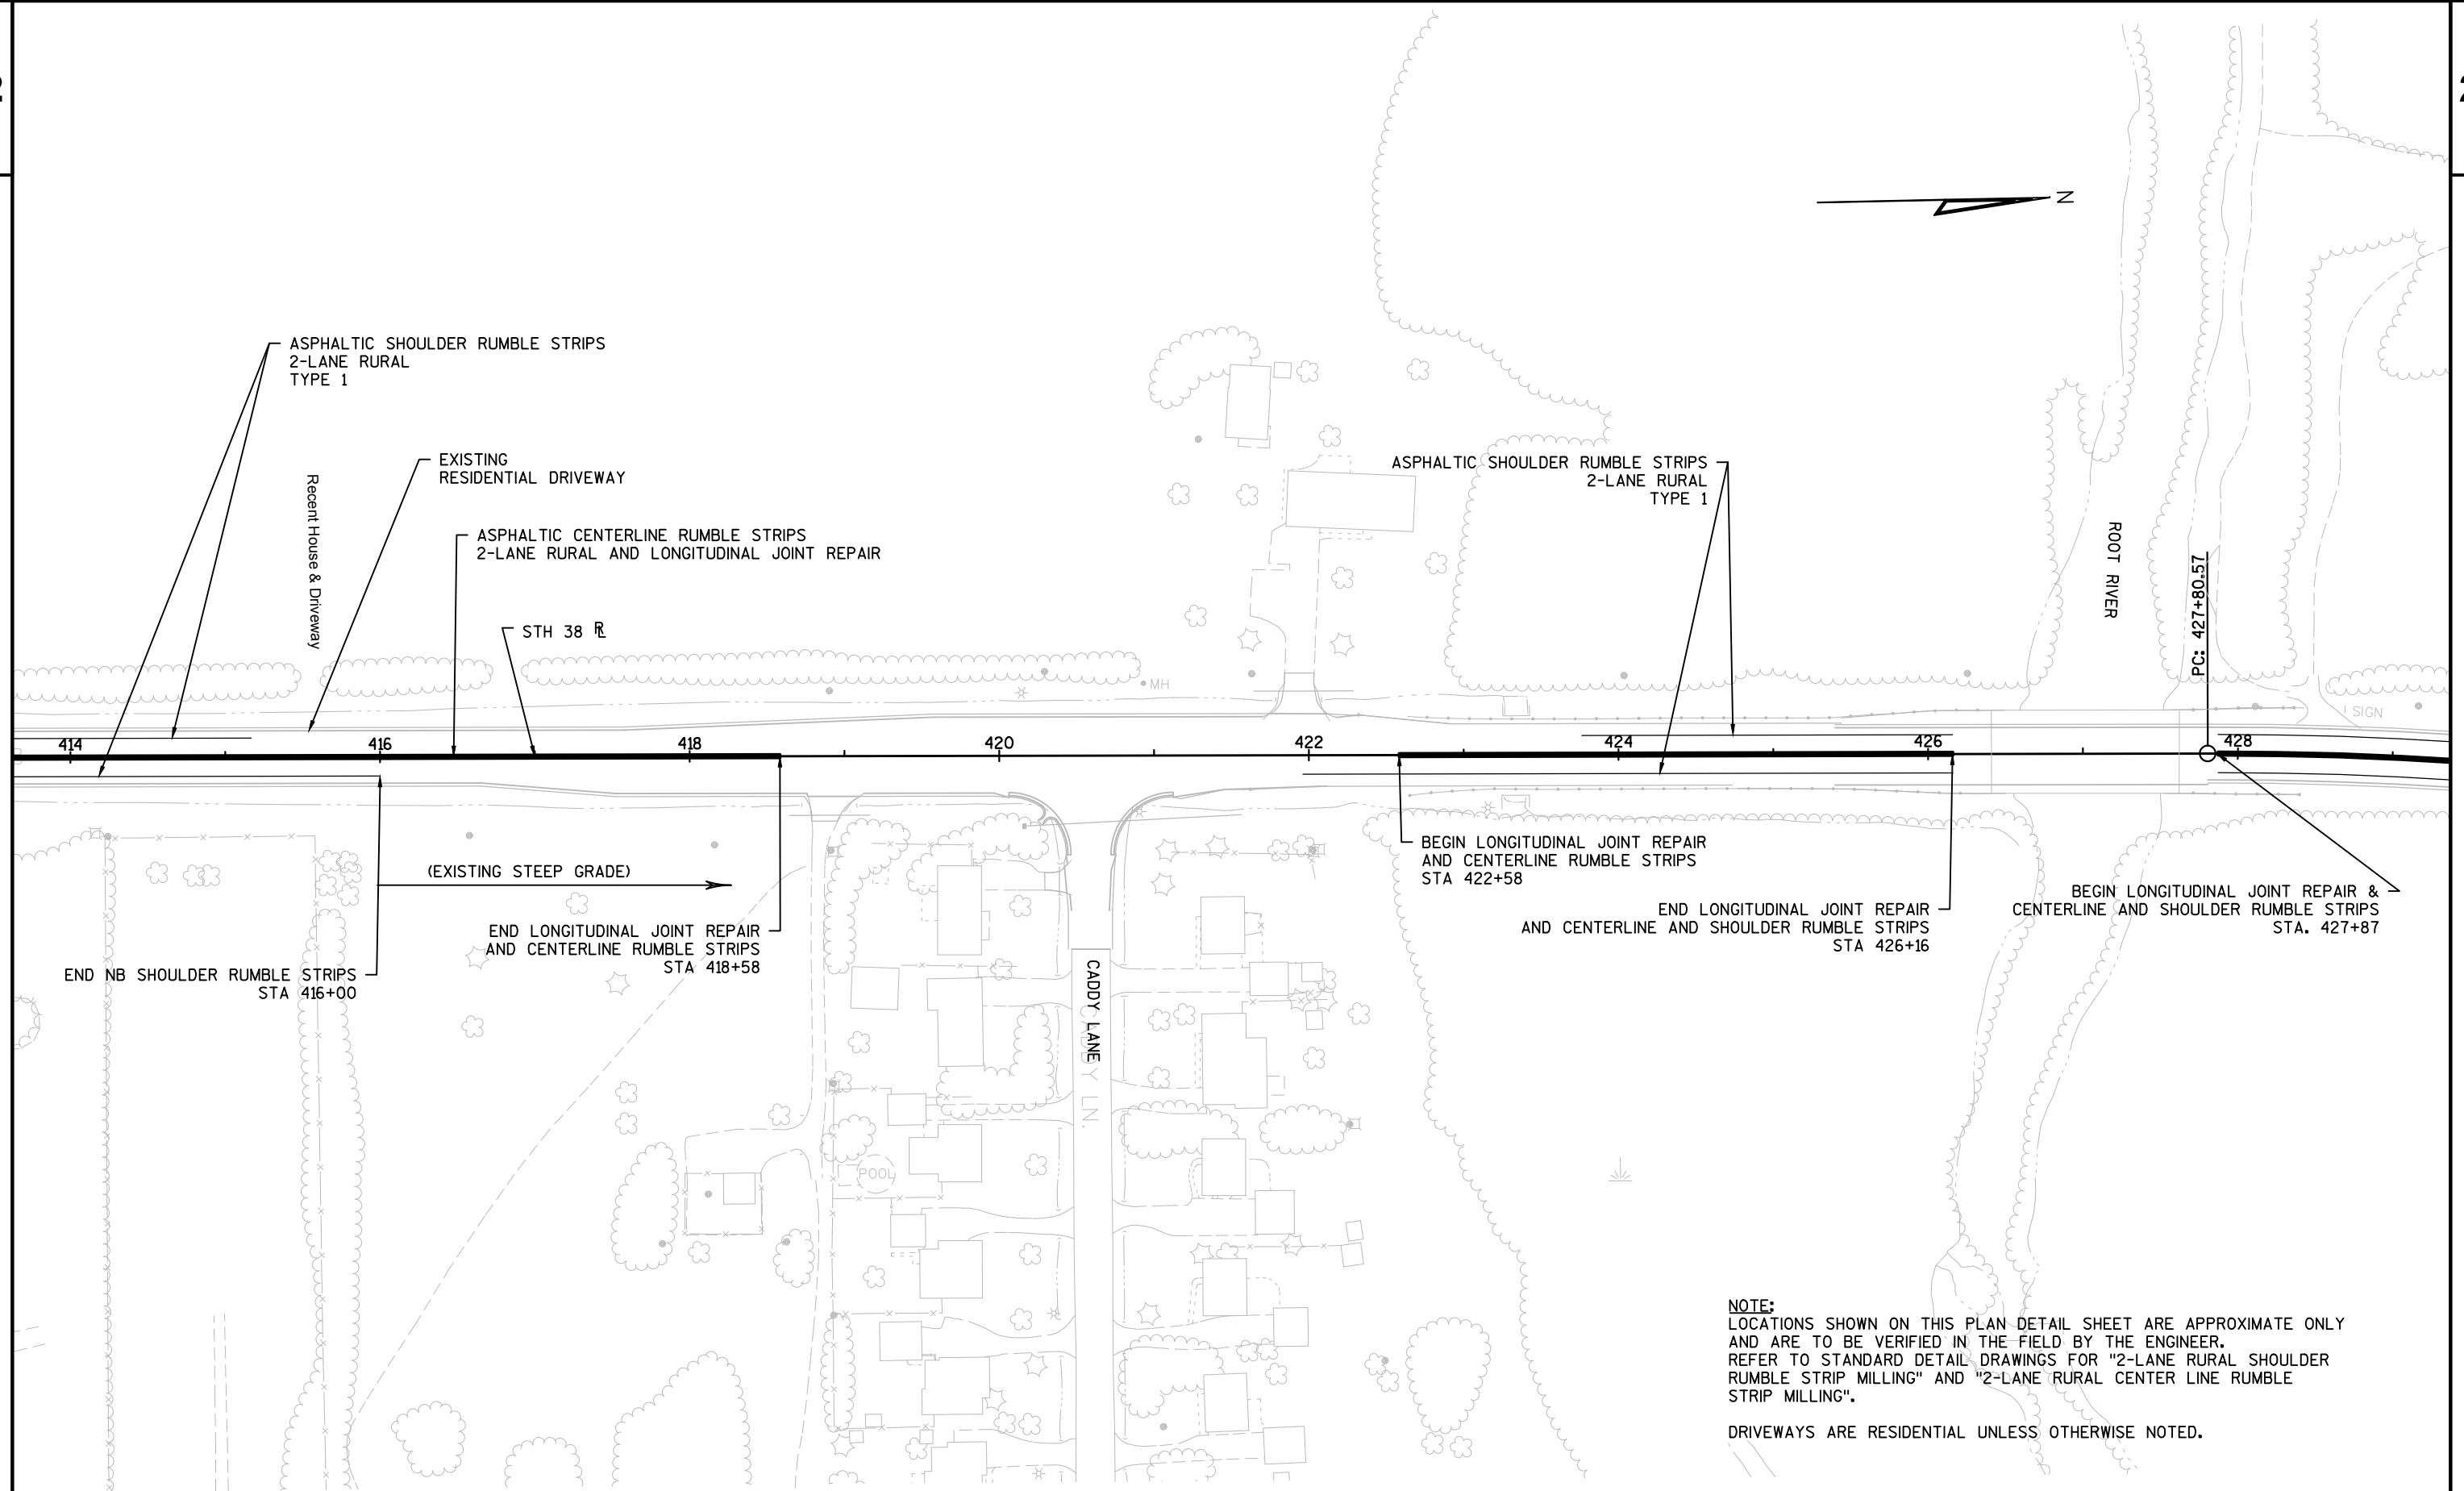 N
ASPHALTIC SHOULDER RUMBLE STRIPS
2-LANE RURAL
TYPE 1
EXISTING
RESIDENTIAL DRIVEWAY
Recent House & Driveway
ASPHALTIC CENTERLINE RUMBLE STRIPS
2-LANE RURAL AND LONGITUDINAL JOINT REPAIR
STH 38 RL
ASPHALTIC SHOULDER RUMBLE STRIPS
2-LANE RURAL
TYPE 1
ROOT RIVER
PC: 427+80.57
MH
SIGN
414
416
418
420
422
424
426
428
(EXISTING STEEP GRADE)
END NB SHOULDER RUMBLE STRIPS
STA 416+00
END LONGITUDINAL JOINT REPAIR
AND CENTERLINE RUMBLE STRIPS
STA 418+58
BEGIN LONGITUDINAL JOINT REPAIR
AND CENTERLINE RUMBLE STRIPS
STA 422+58
END LONGITUDINAL JOINT REPAIR
AND CENTERLINE AND SHOULDER RUMBLE STRIPS
STA 426+16
BEGIN LONGITUDINAL JOINT REPAIR &
CENTERLINE AND SHOULDER RUMBLE STRIPS
STA. 427+87
CADDY LANE
CADDY LN.
POOL
NOTE:
LOCATIONS SHOWN ON THIS PLAN DETAIL SHEET ARE APPROXIMATE ONLY
AND ARE TO BE VERIFIED IN THE FIELD BY THE ENGINEER.
REFER TO STANDARD DETAIL DRAWINGS FOR "2-LANE RURAL SHOULDER
RUMBLE STRIP MILLING" AND "2-LANE RURAL CENTER LINE RUMBLE
STRIP MILLING".
DRIVEWAYS ARE RESIDENTIAL UNLESS OTHERWISE NOTED.